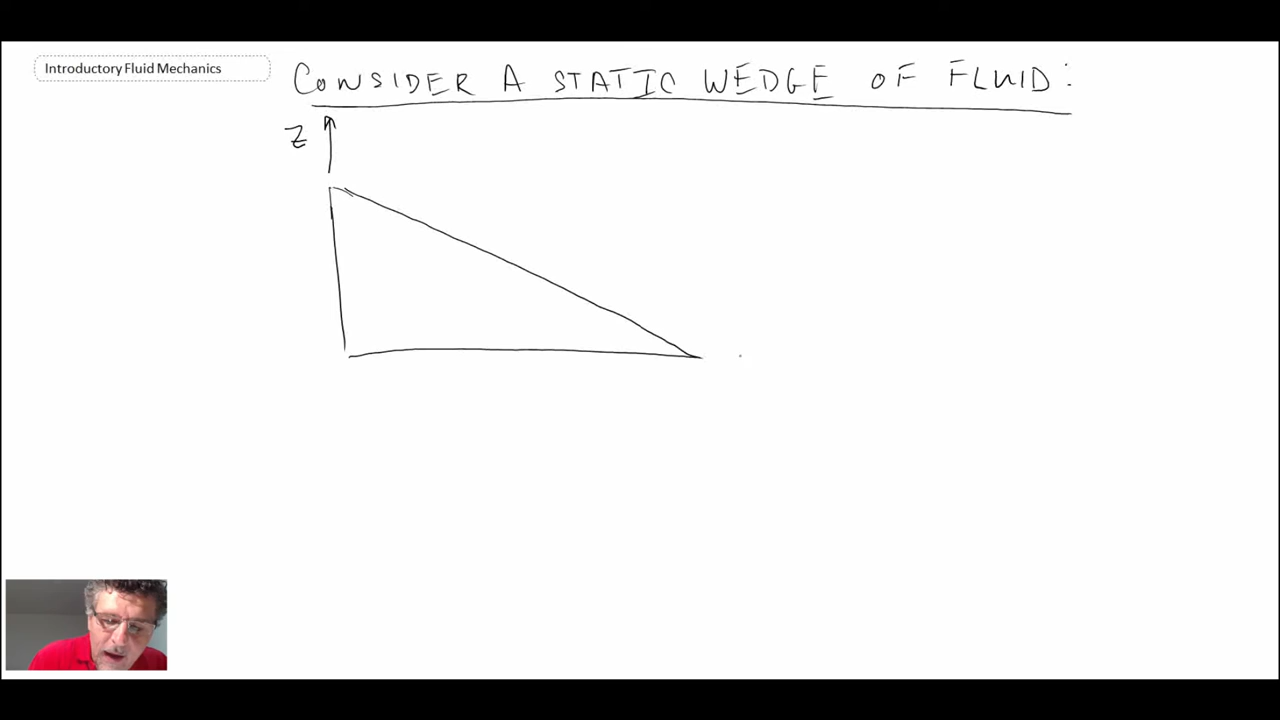 Introductory Fluid Mechanics
CONSIDER A STATIC WEDGE OF FLUID:
Z